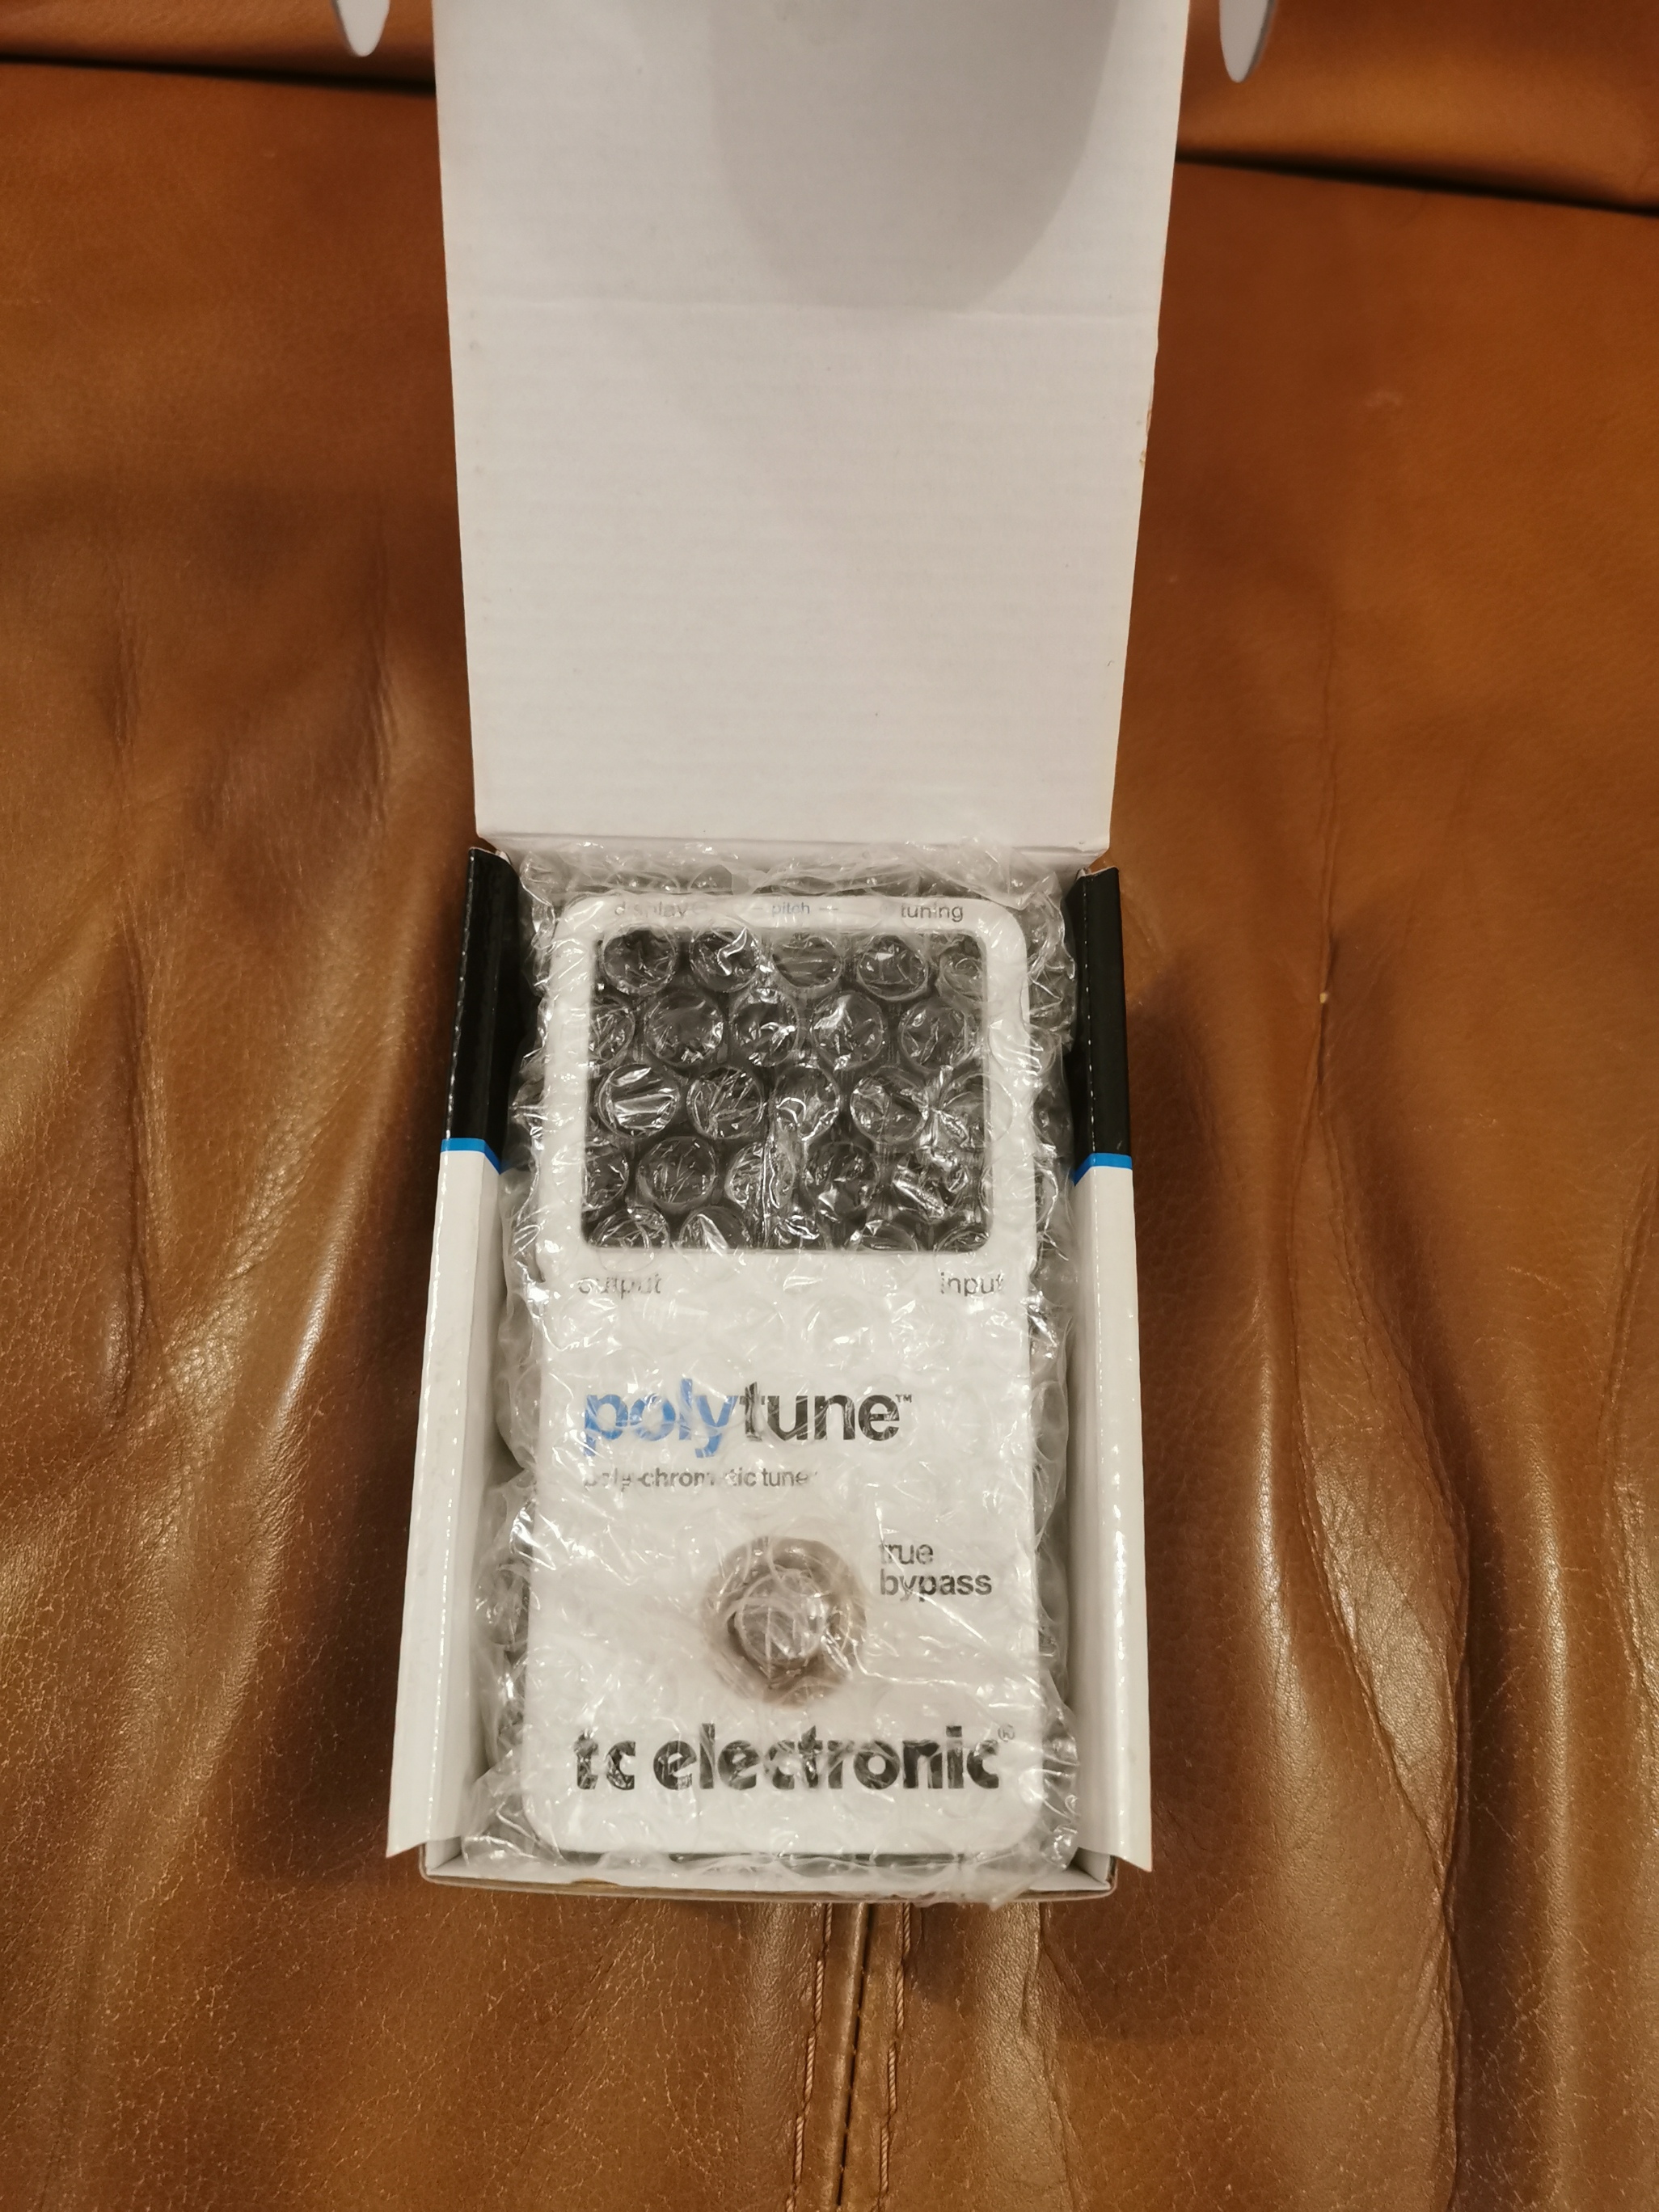 display
pitch
tuning
output
input
polytune™
poly-chromatic tuner
true
bypass
tc electronic®